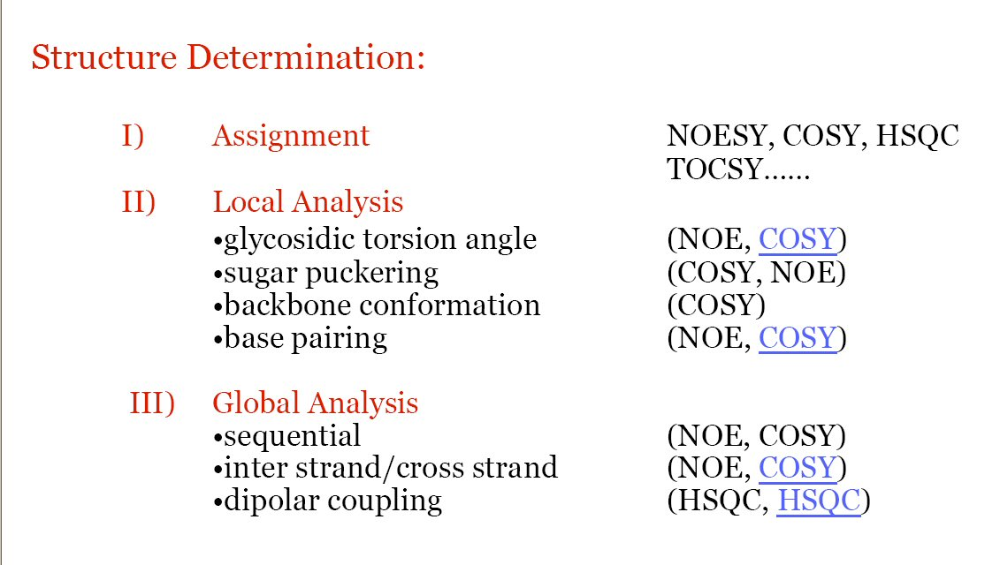 Structure Determination:
I) Assignment NOESY, COSY, HSQC
TOCSY……
II) Local Analysis
•glycosidic torsion angle (NOE, COSY)
•sugar puckering (COSY, NOE)
•backbone conformation (COSY)
•base pairing (NOE, COSY)
III) Global Analysis
•sequential (NOE, COSY)
•inter strand/cross strand (NOE, COSY)
•dipolar coupling (HSQC, HSQC)